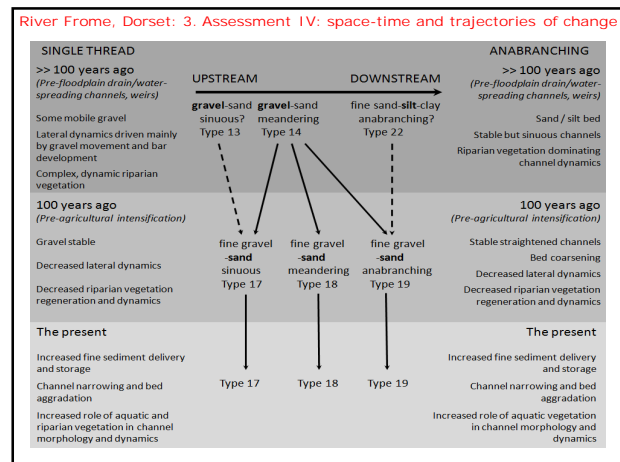 River Frome, Dorset: 3. Assessment IV: space-time and trajectories of change
SINGLE THREAD
>> 100 years ago
(Pre-floodplain drain/water-
spreading channels, weirs)
Some mobile gravel
Lateral dynamics driven mainly
by gravel movement and bar
development
Complex, dynamic riparian
vegetation
UPSTREAM
DOWNSTREAM
gravel-sand
sinuous?
Type 13
gravel-sand
meandering
Type 14
fine sand-silt-clay
anabranching?
Type 22
ANABRANCHING
>> 100 years ago
(Pre-floodplain drain/water-
spreading channels, weirs)
Sand / silt bed
Stable but sinuous channels
Riparian vegetation dominating
channel dynamics
100 years ago
(Pre-agricultural intensification)
Gravel stable
Decreased lateral dynamics
Decreased riparian vegetation
regeneration and dynamics
fine gravel
-sand
sinuous
Type 17
fine gravel
-sand
meandering
Type 18
fine gravel
-sand
anabranching
Type 19
100 years ago
(Pre-agricultural intensification)
Stable straightened channels
Bed coarsening
Decreased lateral dynamics
Decreased riparian vegetation
regeneration and dynamics
The present
Increased fine sediment delivery
and storage
Channel narrowing and bed
aggradation
Increased role of aquatic and
riparian vegetation in channel
morphology and dynamics
Type 17
Type 18
Type 19
The present
Increased fine sediment delivery
and storage
Channel narrowing and bed
aggradation
Increased role of aquatic vegetation
in channel morphology and
dynamics